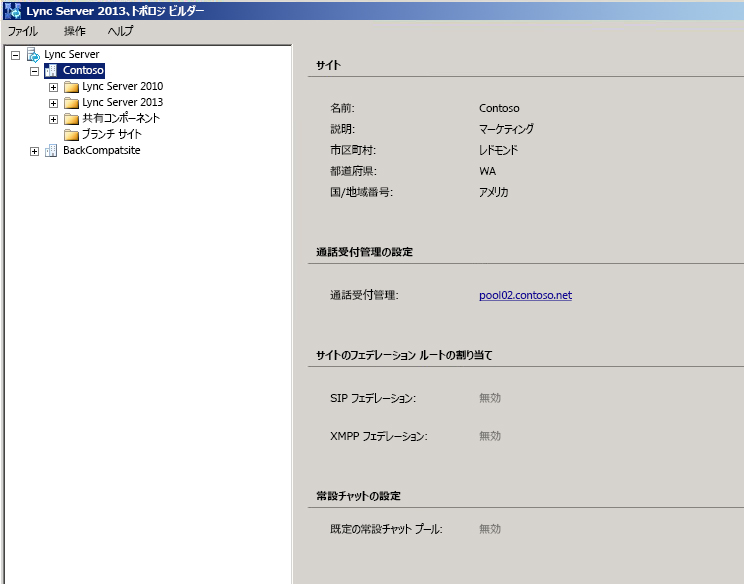 Lync Server 2013、トポロジ ビルダー
ファイル 操作 ヘルプ
Lync Server
Contoso
Lync Server 2010
Lync Server 2013
共有コンポーネント
ブランチ サイト
BackCompatsite
サイト
名前: Contoso
説明: マーケティング
市区町村: レドモンド
都道府県: WA
国/地域番号: アメリカ
通話受付管理の設定
通話受付管理: pool02.contoso.net
サイトのフェデレーション ルートの割り当て
SIP フェデレーション: 無効
XMPP フェデレーション: 無効
常設チャットの設定
既定の常設チャット プール: 無効